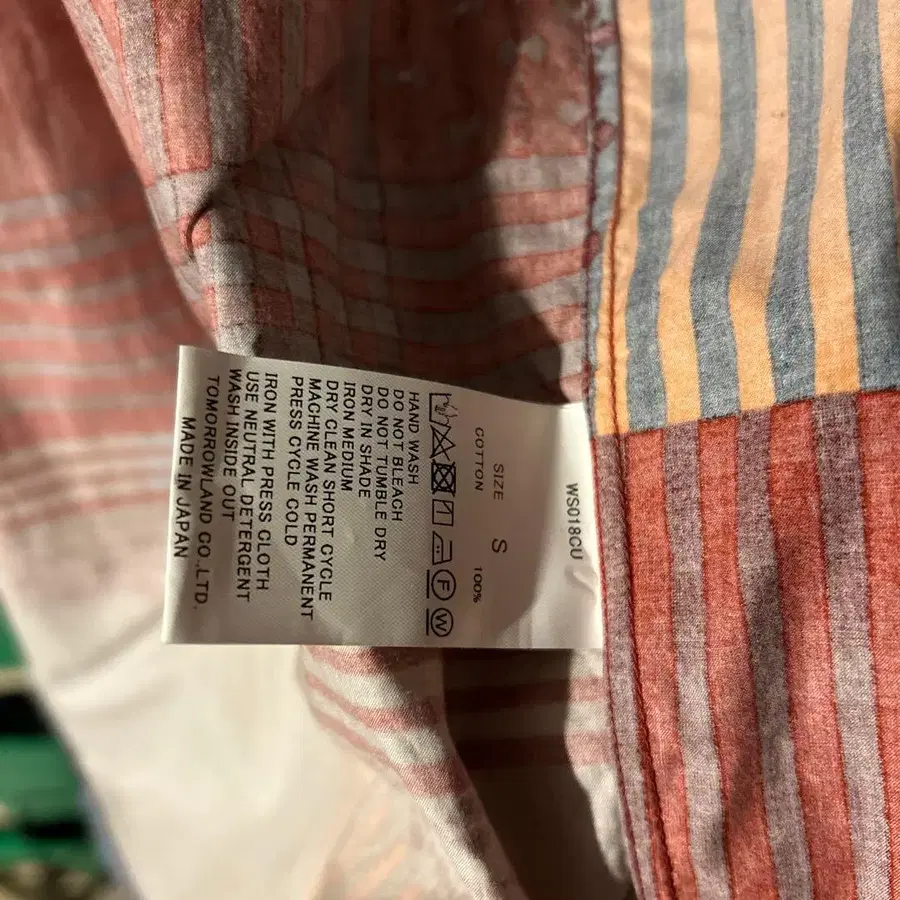 WS018CU
SIZE S
COTTON 100%
F W
HAND WASH
DO NOT BLEACH
DO NOT TUMBLE DRY
DRY IN SHADE
IRON MEDIUM
DRY CLEAN SHORT CYCLE
MACHINE WASH PERMANENT
PRESS CYCLE COLD
IRON WITH PRESS CLOTH
USE NEUTRAL DETERGENT
WASH INSIDE OUT
TOMORROWLAND CO.,LTD.
MADE IN JAPAN